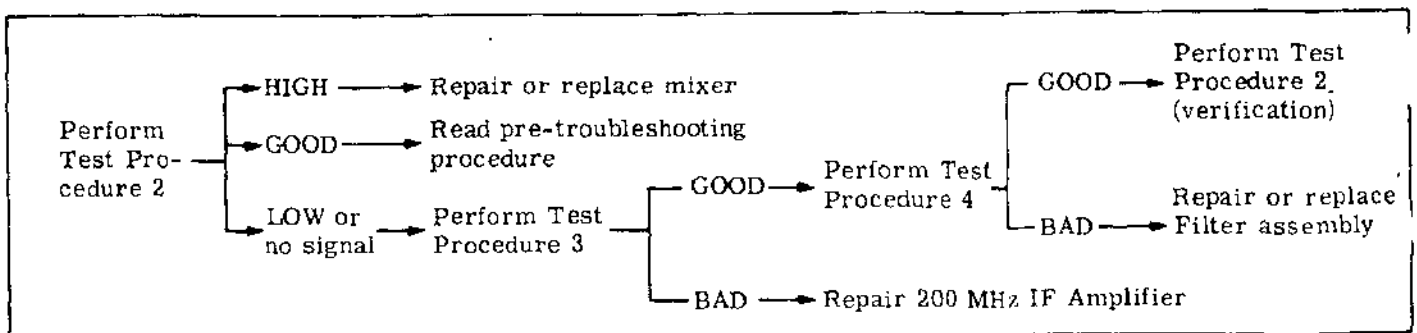 Perform
Test Pro-
cedure 2
HIGH
Repair or replace mixer
GOOD
Read pre-troubleshooting
procedure
LOW or
no signal
Perform Test
Procedure 3
GOOD
Perform Test
Procedure 4
GOOD
Perform Test
Procedure 2.
(verification)
BAD
Repair or replace
Filter assembly
BAD
Repair 200 MHz IF Amplifier